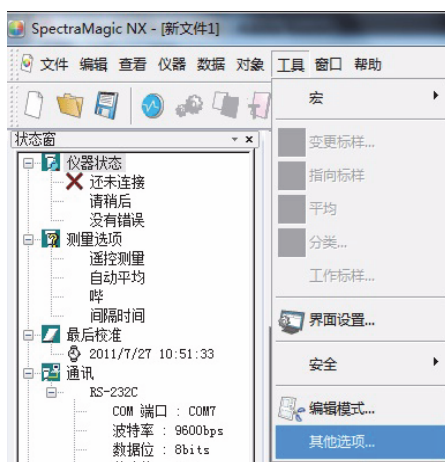 SpectraMagic NX - [新文件1]
文件 编辑 查看 仪器 数据 对象 工具 窗口 帮助
状态窗
仪器状态
还未连接
请稍后
没有错误
测量选项
遥控测量
自动平均
哔
间隔时间
最后校准
2011/7/27 10:51:33
通讯
RS-232C
COM 端口 : COM7
波特率 : 9600bps
数据位 : 8bits
宏
变更标样...
指向标样
平均
分类...
工作标样...
界面设置...
安全
编辑模式...
其他选项...